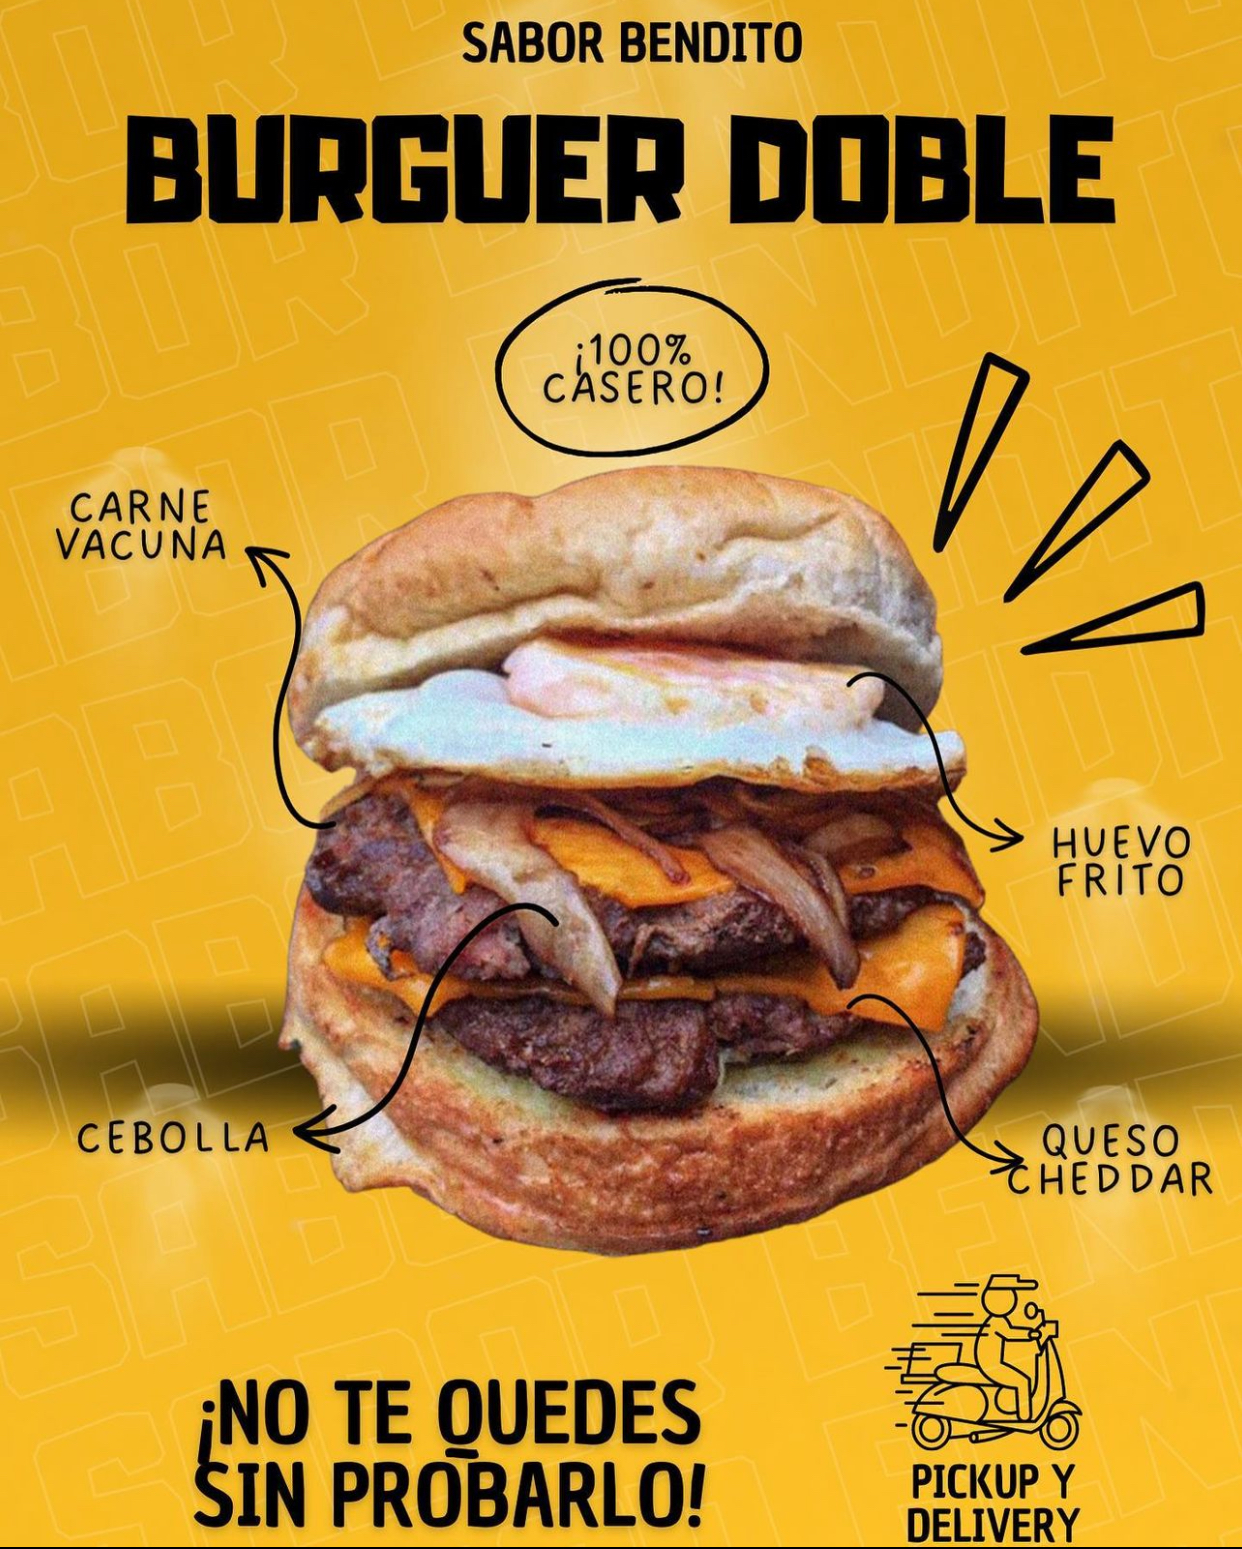 SABOR BENDITO
BURGUER DOBLE
¡100%
CASERO!
CARNE
VACUNA
HUEVO
FRITO
CEBOLLA
QUESO
CHEDDAR
¡NO TE QUEDES
SIN PROBARLO!
PICKUP Y
DELIVERY